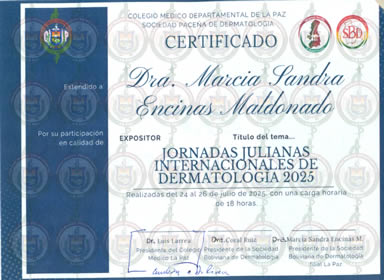 COLEGIO MÉDICO DEPARTAMENTAL DE LA PAZ
SOCIEDAD PACEÑA DE DERMATOLOGÍA
CERTIFICADO
SBD
Extendido a
Dra. Marcia Sandra
Encinas Maldonado
Por su participación
en calidad de
EXPOSITOR
Título del tema...
JORNADAS JULIANAS
INTERNACIONALES DE
DERMATOLOGÍA 2025
Realizadas del 24 al 26 de julio de 2025, con una carga horaria
de 18 horas.
Dr. Luis Larrea
Presidente del Colegio
Médico La Paz
Dra. Coral Ruiz
Presidente de la Sociedad
Boliviana de Dermatología
Dra. Marcia Sandra Encinas M.
Presidente de la Sociedad
Boliviana de Dermatología
filial La Paz